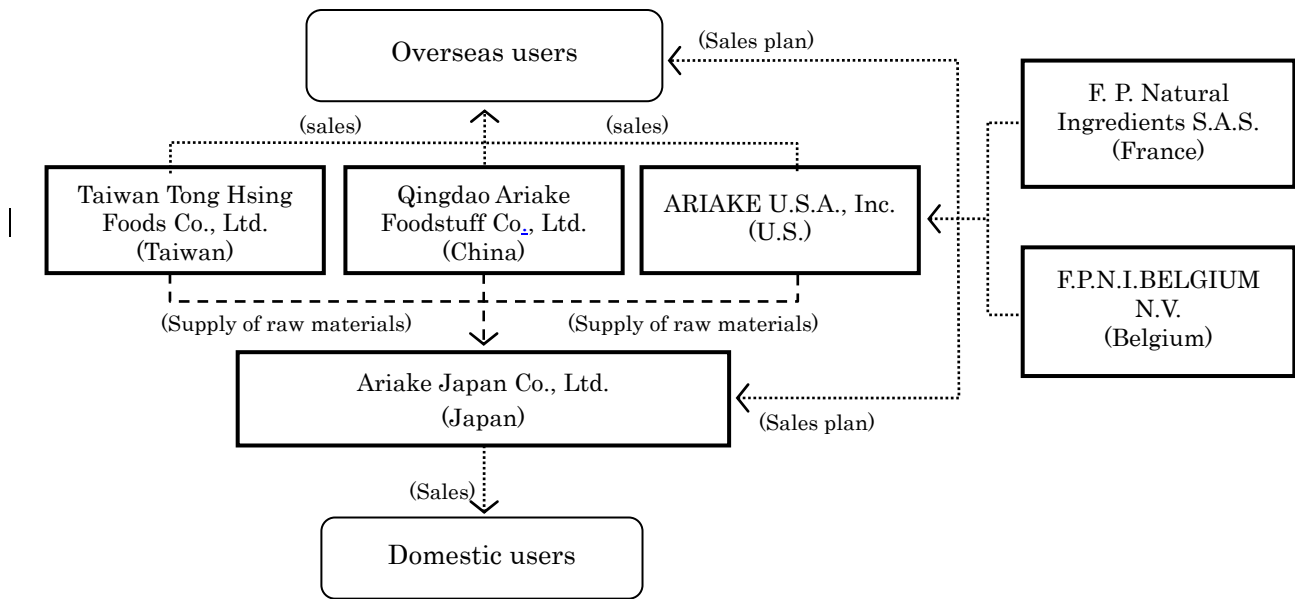 Overseas users
(Sales plan)
F. P. Natural
Ingredients S.A.S.
(France)
(sales)
(sales)
Taiwan Tong Hsing
Foods Co., Ltd.
(Taiwan)
Qingdao Ariake
Foodstuff Co., Ltd.
(China)
ARIAKE U.S.A., Inc.
(U.S.)
F.P.N.I.BELGIUM
N.V.
(Belgium)
(Supply of raw materials)
(Supply of raw materials)
Ariake Japan Co., Ltd.
(Japan)
(Sales plan)
(Sales)
Domestic users